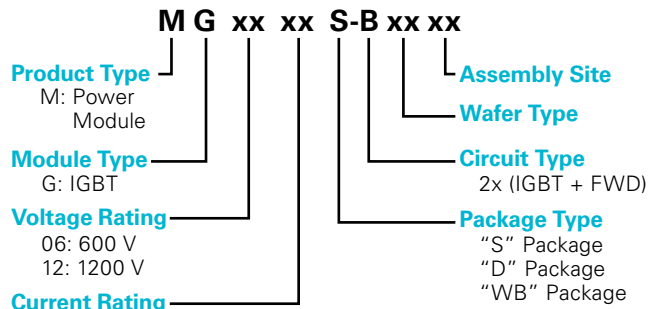 M G xx xx S-B xx xx
Product Type
M: Power
Module
Module Type
G: IGBT
Voltage Rating
06: 600 V
12: 1200 V
Current Rating
Assembly Site
Wafer Type
Circuit Type
2x (IGBT + FWD)
Package Type
“S” Package
“D” Package
“WB” Package